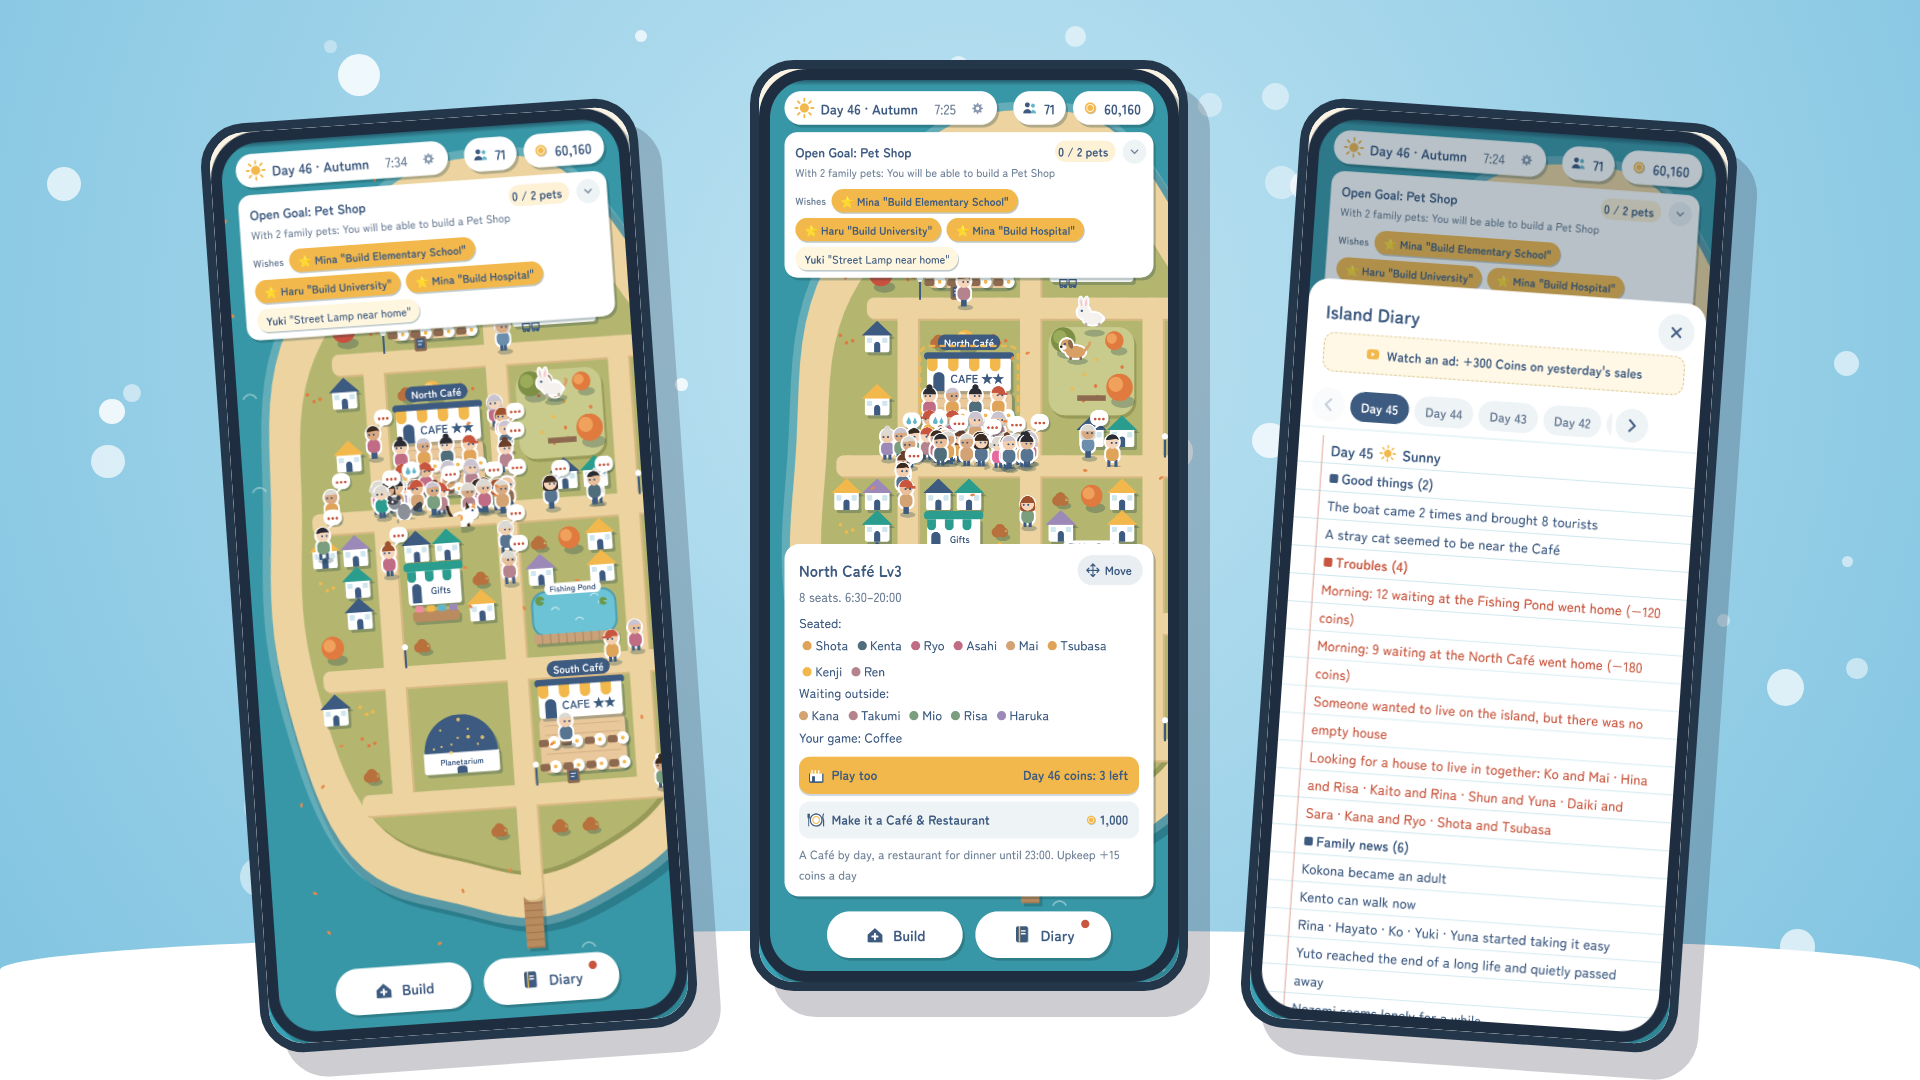 Day 46 · Autumn 7:34
71
60,160
Open Goal: Pet Shop
0 / 2 pets
With 2 family pets: You will be able to build a Pet Shop
Wishes
Mina "Build Elementary School"
Haru "Build University"
Mina "Build Hospital"
Yuki "Street Lamp near home"
North Café
CAFE ★★
Gifts
Fishing Pond
South Café
CAFE ★★
Planetarium
Build
Diary
Day 46 · Autumn 7:25
71
60,160
Open Goal: Pet Shop
0 / 2 pets
With 2 family pets: You will be able to build a Pet Shop
Wishes
Mina "Build Elementary School"
Haru "Build University"
Mina "Build Hospital"
Yuki "Street Lamp near home"
North Café
CAFE ★★
Gifts
North Café Lv3
Move
8 seats. 6:30–20:00
Seated:
Shota Kenta Ryo Asahi Mai Tsubasa
Kenji Ren
Waiting outside:
Kana Takumi Mio Risa Haruka
Your game: Coffee
Play too
Day 46 coins: 3 left
Make it a Café & Restaurant
1,000
A Café by day, a restaurant for dinner until 23:00. Upkeep +15
coins a day
Build
Diary
Day 46 · Autumn 7:24
71
60,160
Open Goal: Pet Shop
0 / 2 pets
With 2 family pets: You will be able to build a Pet Shop
Wishes
Mina "Build Elementary School"
Haru "Build University"
Mina "Build Hospital"
Island Diary
Watch an ad: +300 Coins on yesterday's sales
Day 45
Day 44
Day 43
Day 42
Day 45 Sunny
Good things (2)
The boat came 2 times and brought 8 tourists
A stray cat seemed to be near the Café
Troubles (4)
Morning: 12 waiting at the Fishing Pond went home (−120
coins)
Morning: 9 waiting at the North Café went home (−180
coins)
Someone wanted to live on the island, but there was no
empty house
Looking for a house to live in together: Ko and Mai · Hina
and Risa · Kaito and Rina · Shun and Yuna · Daiki and
Sara · Kana and Ryo · Shota and Tsubasa
Family news (6)
Kokona became an adult
Kento can walk now
Rina · Hayato · Ko · Yuki · Yuna started taking it easy
Yuto reached the end of a long life and quietly passed
away
Nozomi seems lonely for a while